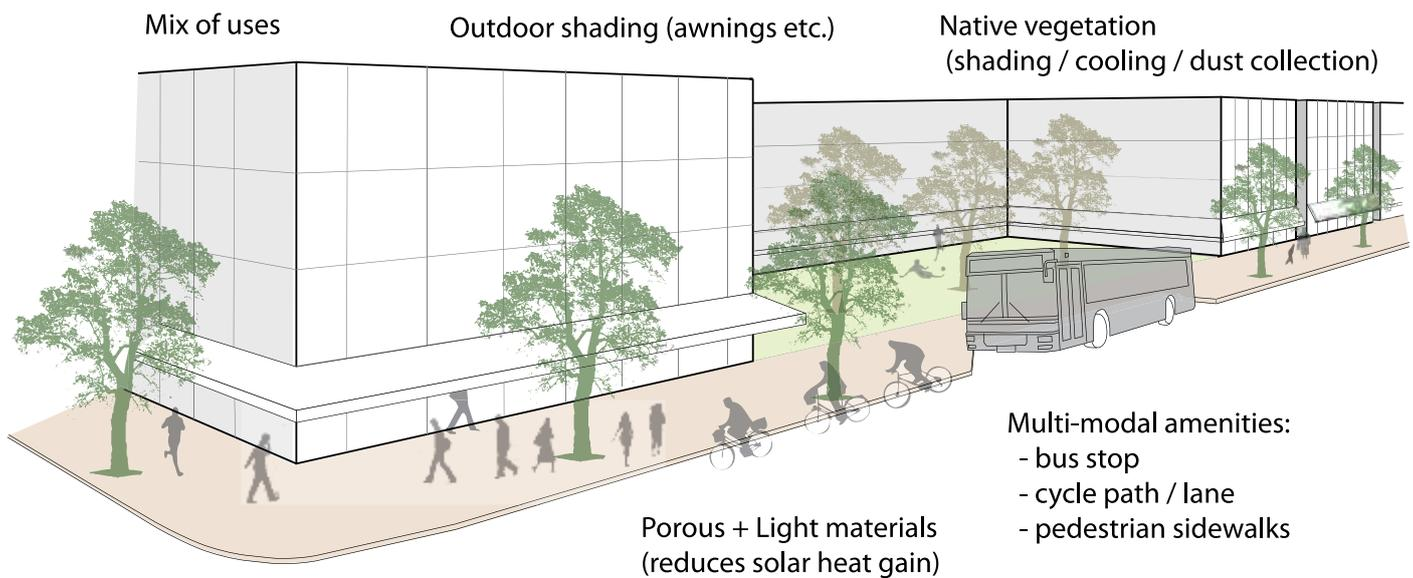 Mix of uses
Outdoor shading (awnings etc.)
Native vegetation
(shading / cooling / dust collection)
Multi-modal amenities:
- bus stop
- cycle path / lane
- pedestrian sidewalks
Porous + Light materials
(reduces solar heat gain)